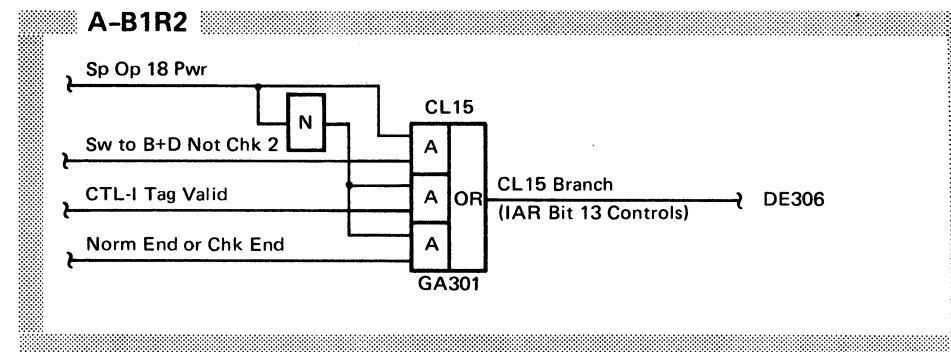 A-B1R2
Sp Op 18 Pwr
CL15
N
Sw to B+D Not Chk 2
A
CTL-I Tag Valid
A
OR
CL15 Branch
(IAR Bit 13 Controls)
DE306
Norm End or Chk End
A
GA301